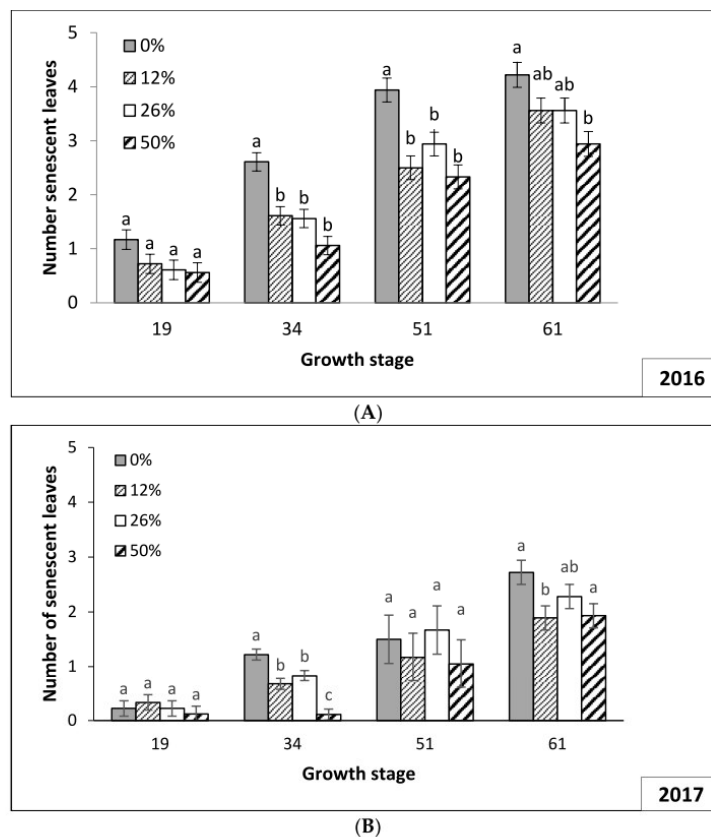 5
4
3
2
1
0
Number senescent leaves
0%
12%
26%
50%
a
a
a
a
a
b
b
b
a
b
b
b
a
ab
ab
b
19
34
51
61
Growth stage
2016
(A)
5
4
3
2
1
0
Number of senescent leaves
0%
12%
26%
50%
a
a
a
a
a
b
b
c
a
a
a
a
a
b
ab
a
19
34
51
61
Growth stage
2017
(B)